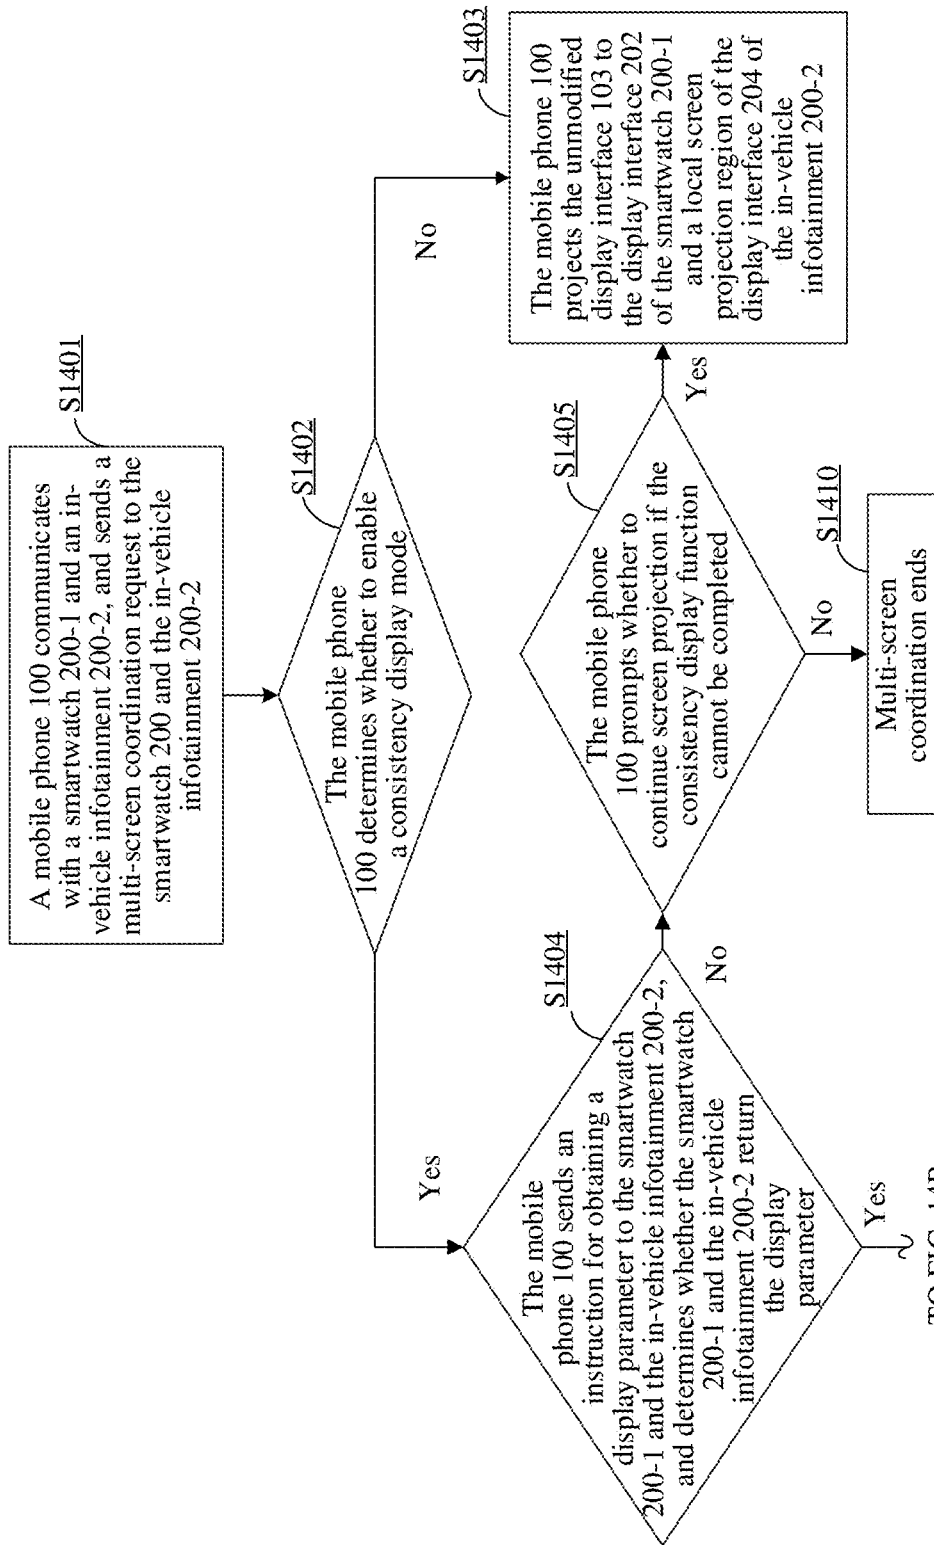 A mobile phone 100 communicates
with a smartwatch 200-1 and an in-
vehicle infotainment 200-2, and sends a
multi-screen coordination request to the
smartwatch 200 and the in-vehicle
infotainment 200-2
S1401
The mobile phone
100 determines whether to enable
a consistency display mode
S1402
Yes
No
The mobile
phone 100 sends an
instruction for obtaining a
display parameter to the smartwatch
200-1 and the in-vehicle infotainment 200-2,
and determines whether the smartwatch
200-1 and the in-vehicle
infotainment 200-2 return
the display
parameter
S1404
No
Yes
TO FIG. 14B
The mobile phone
100 prompts whether to
continue screen projection if the
consistency display function
cannot be completed
S1405
Yes
No
The mobile phone 100
projects the unmodified
display interface 103 to
the display interface 202
of the smartwatch 200-1
and a local screen
projection region of the
display interface 204 of
the in-vehicle
infotainment 200-2
S1403
Multi-screen
coordination ends
S1410